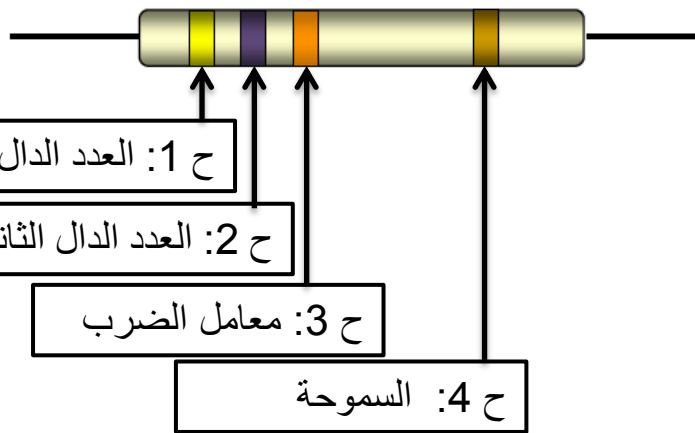 ح 1: العدد الدال
ح 2: العدد الدال
ح 3: معامل الضرب
ح 4: السموحة